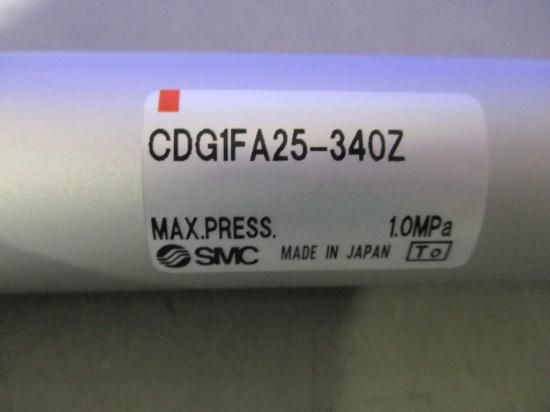 CDG1FA25-340Z
MAX.PRESS. 1.0MPa
SMC MADE IN JAPAN To